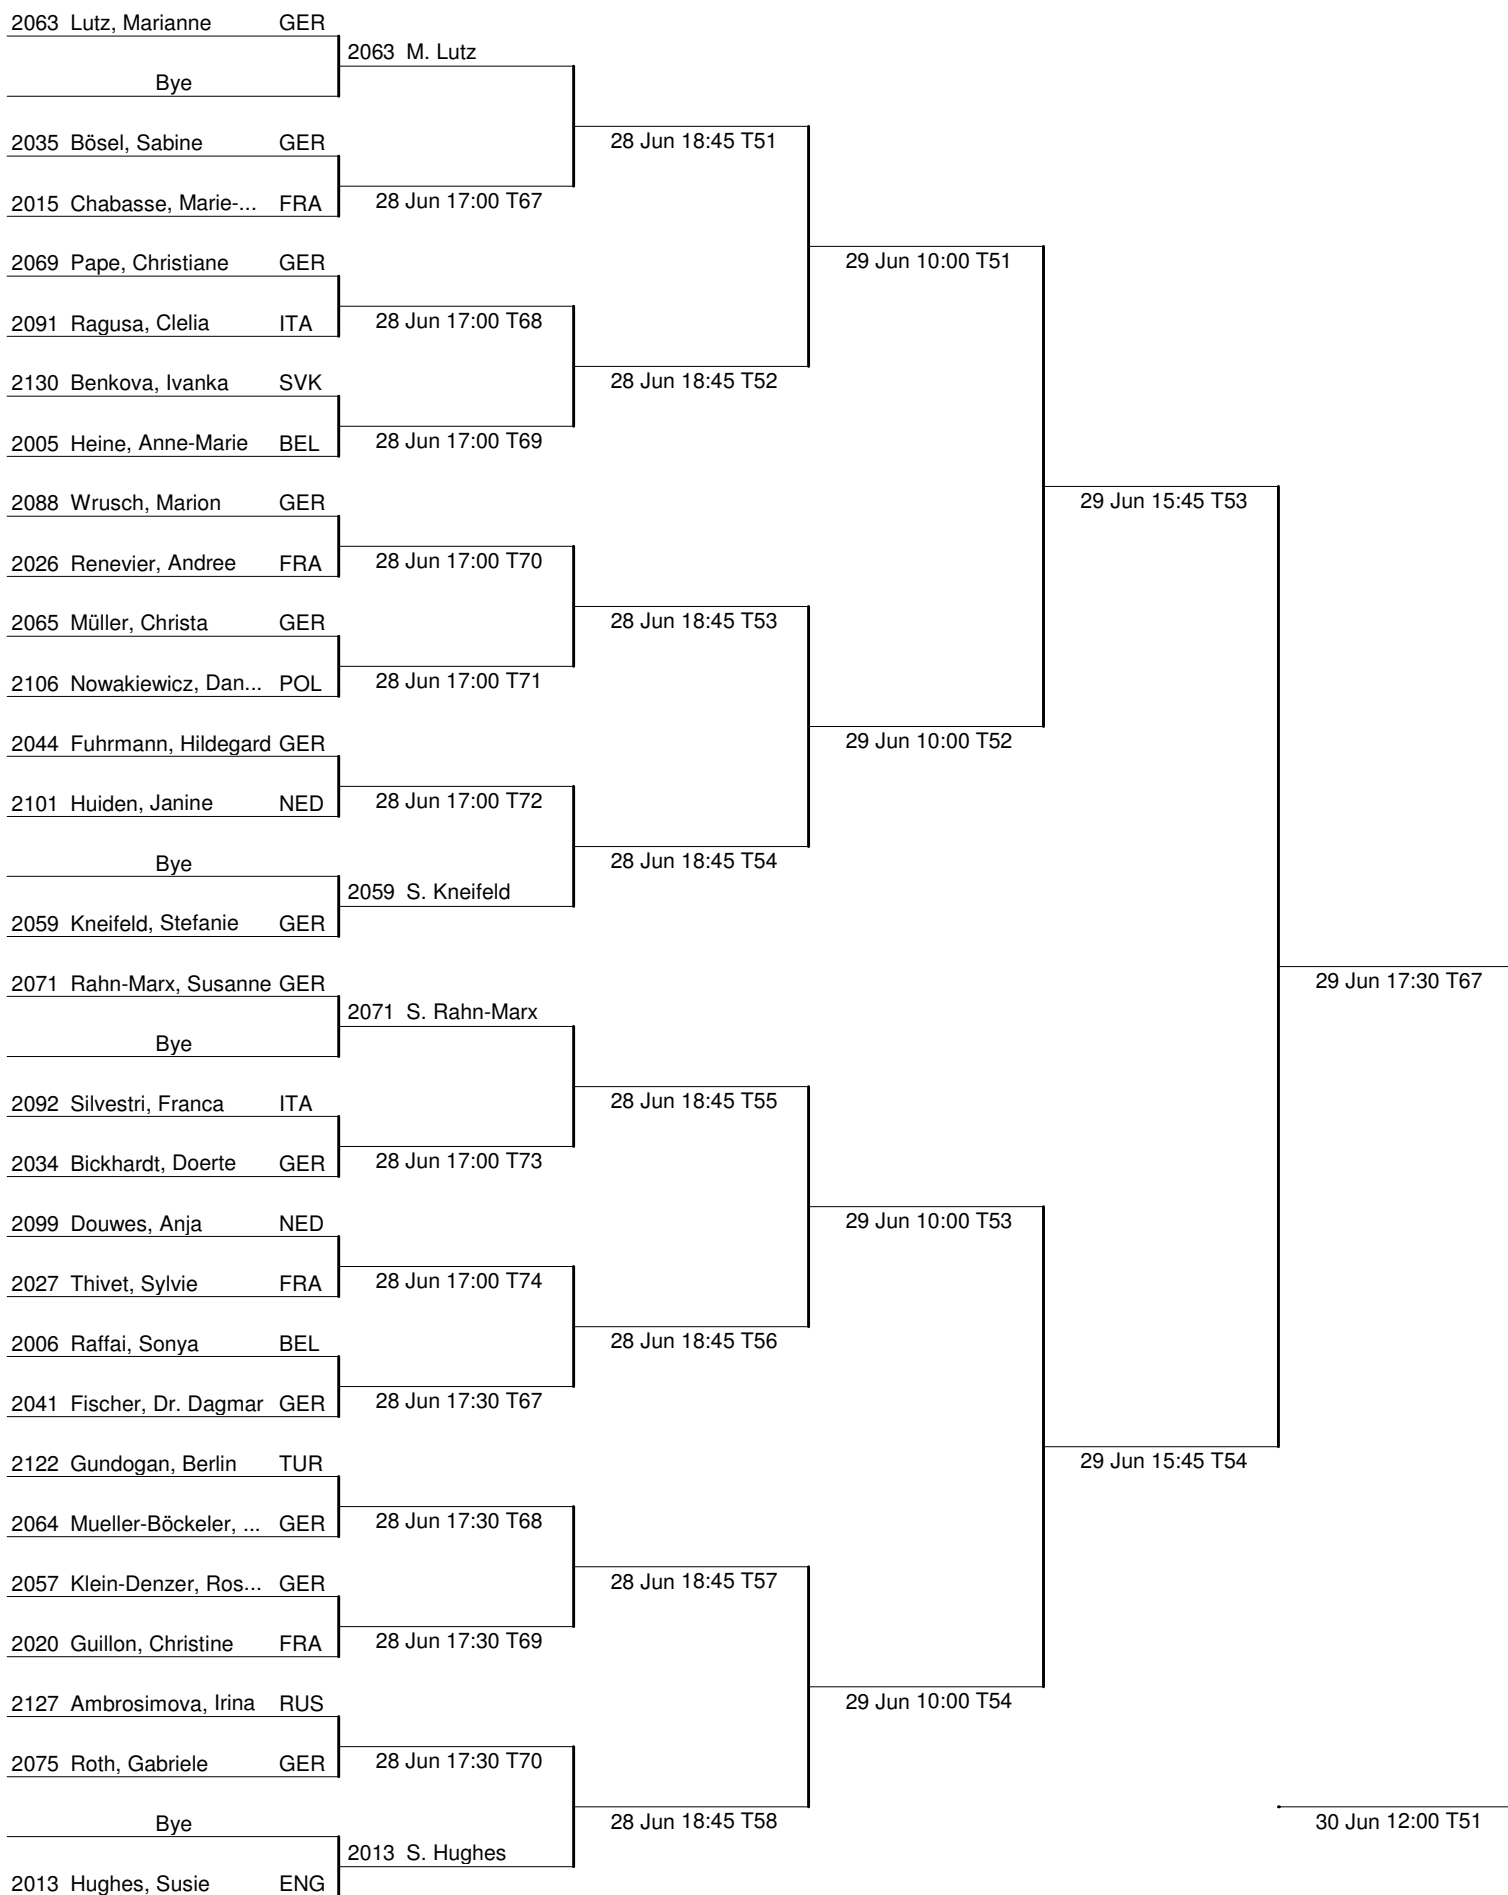 2063 Lutz, Marianne GER
2063 M. Lutz
Bye
28 Jun 18:45 T51
2035 Bösel, Sabine GER
28 Jun 17:00 T67
2015 Chabasse, Marie-... FRA
29 Jun 10:00 T51
2069 Pape, Christiane GER
28 Jun 17:00 T68
2091 Ragusa, Clelia ITA
28 Jun 18:45 T52
2130 Benkova, Ivanka SVK
28 Jun 17:00 T69
2005 Heine, Anne-Marie BEL
29 Jun 15:45 T53
2088 Wrusch, Marion GER
28 Jun 17:00 T70
2026 Renevier, Andree FRA
28 Jun 18:45 T53
2065 Müller, Christa GER
28 Jun 17:00 T71
2106 Nowakiewicz, Dan... POL
29 Jun 10:00 T52
2044 Fuhrmann, Hildegard GER
28 Jun 17:00 T72
2101 Huiden, Janine NED
28 Jun 18:45 T54
Bye
2059 S. Kneifeld
2059 Kneifeld, Stefanie GER
29 Jun 17:30 T67
2071 Rahn-Marx, Susanne GER
2071 S. Rahn-Marx
Bye
28 Jun 18:45 T55
2092 Silvestri, Franca ITA
28 Jun 17:00 T73
2034 Bickhardt, Doerte GER
29 Jun 10:00 T53
2099 Douwes, Anja NED
28 Jun 17:00 T74
2027 Thivet, Sylvie FRA
28 Jun 18:45 T56
2006 Raffai, Sonya BEL
28 Jun 17:30 T67
2041 Fischer, Dr. Dagmar GER
29 Jun 15:45 T54
2122 Gundogan, Berlin TUR
28 Jun 17:30 T68
2064 Mueller-Böckeler, ... GER
28 Jun 18:45 T57
2057 Klein-Denzer, Ros... GER
28 Jun 17:30 T69
2020 Guillon, Christine FRA
29 Jun 10:00 T54
2127 Ambrosimova, Irina RUS
28 Jun 17:30 T70
2075 Roth, Gabriele GER
28 Jun 18:45 T58
30 Jun 12:00 T51
Bye
2013 S. Hughes
2013 Hughes, Susie ENG